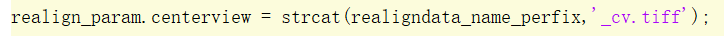 realign_param.centerview = strcat(realigndata_name_perfix,'_cv.tiff');